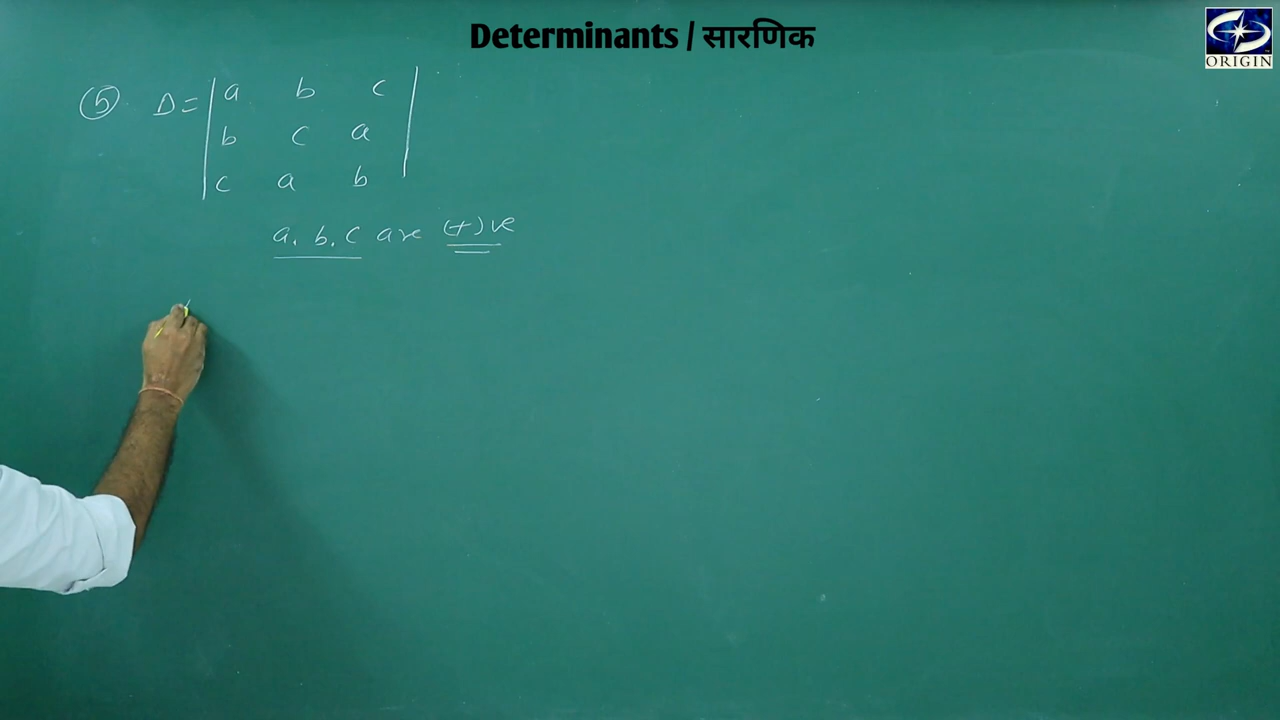 Determinants / सारणिक
ORIGIN
⑤ Δ = | a b c |
| b c a |
| c a b |
a, b, c are (+)ve